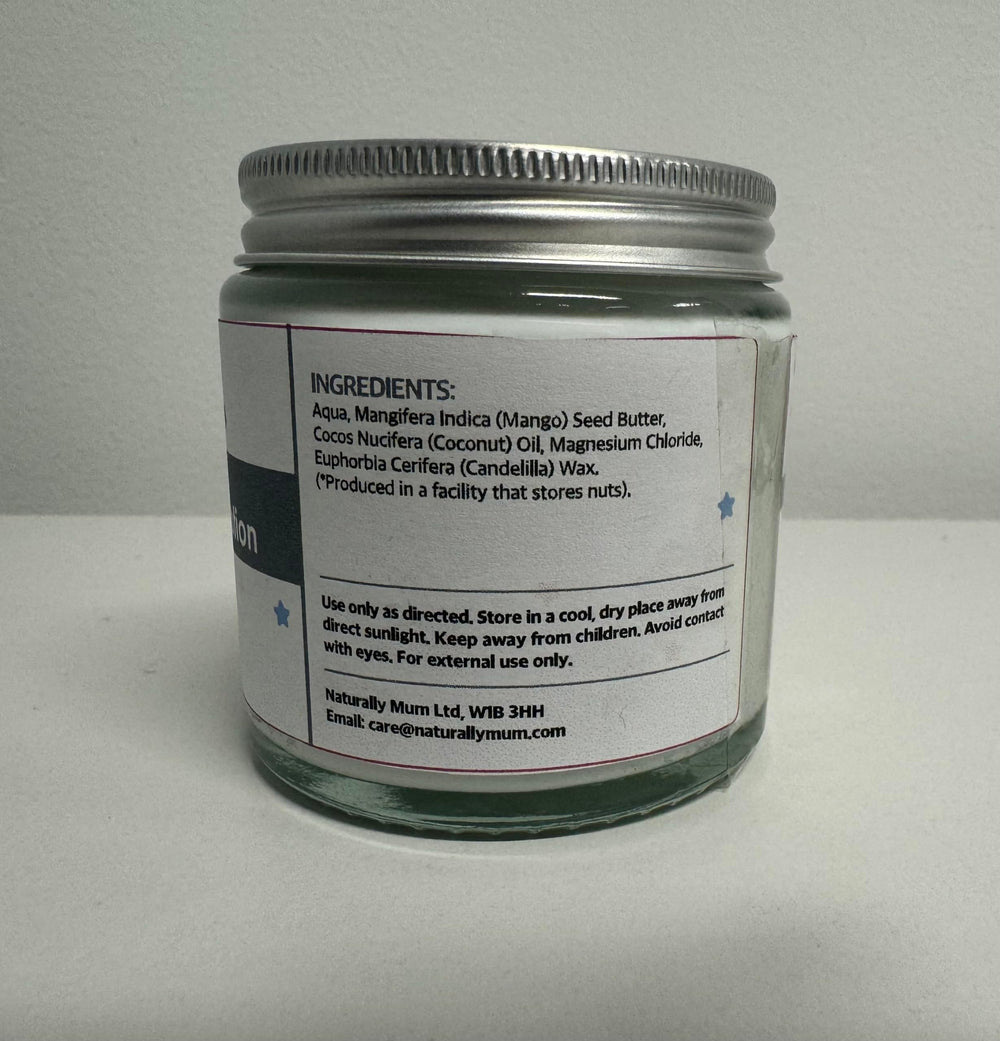 INGREDIENTS:
Aqua, Mangifera Indica (Mango) Seed Butter,
Cocos Nucifera (Coconut) Oil, Magnesium Chloride,
Euphorbia Cerifera (Candelilla) Wax.
(*Produced in a facility that stores nuts).
Use only as directed. Store in a cool, dry place away from
direct sunlight. Keep away from children. Avoid contact
with eyes. For external use only.
Naturally Mum Ltd, W1B 3HH
Email: care@naturallymum.com